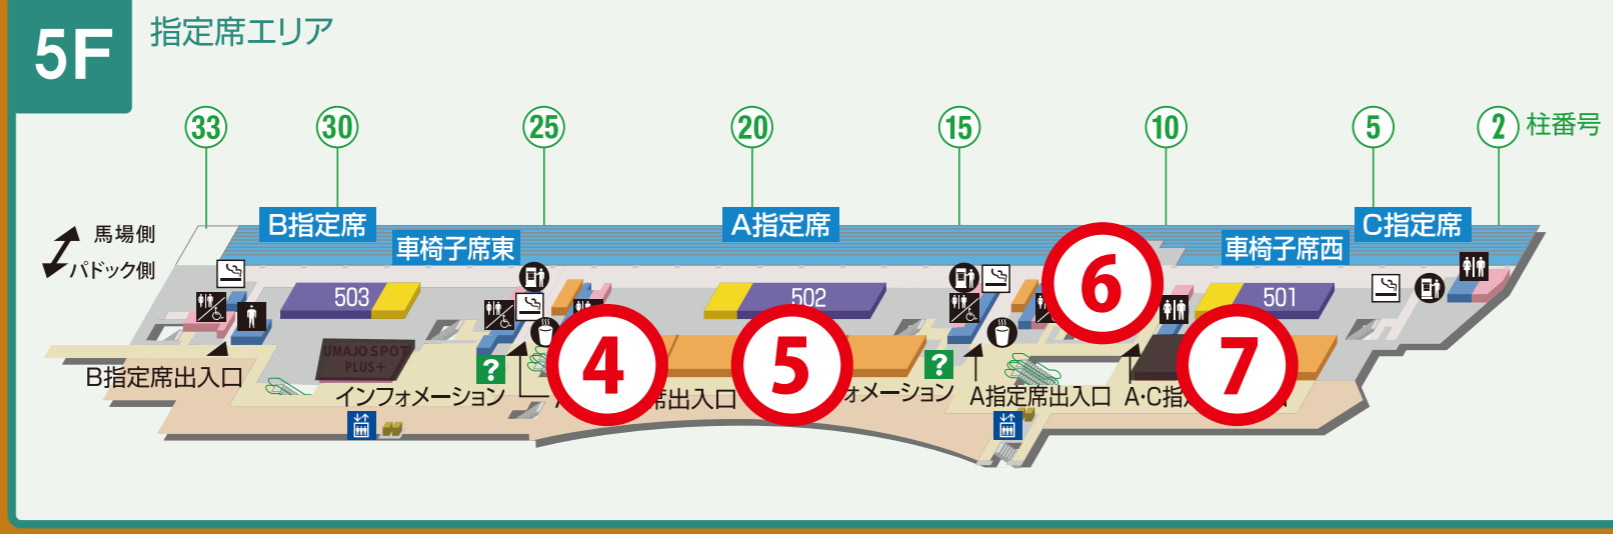 5F
指定席エリア
33
30
25
20
15
10
5
2
柱番号
B指定席
A指定席
C指定席
馬場側
車椅子席東
車椅子席西
パドック側
503
502
501
6
UMAJO SPOT
PLUS+
?
4
5
?
7
B指定席出入口
インフォメーション
席出入口
ォメーション
A指定席出入口
A・C指